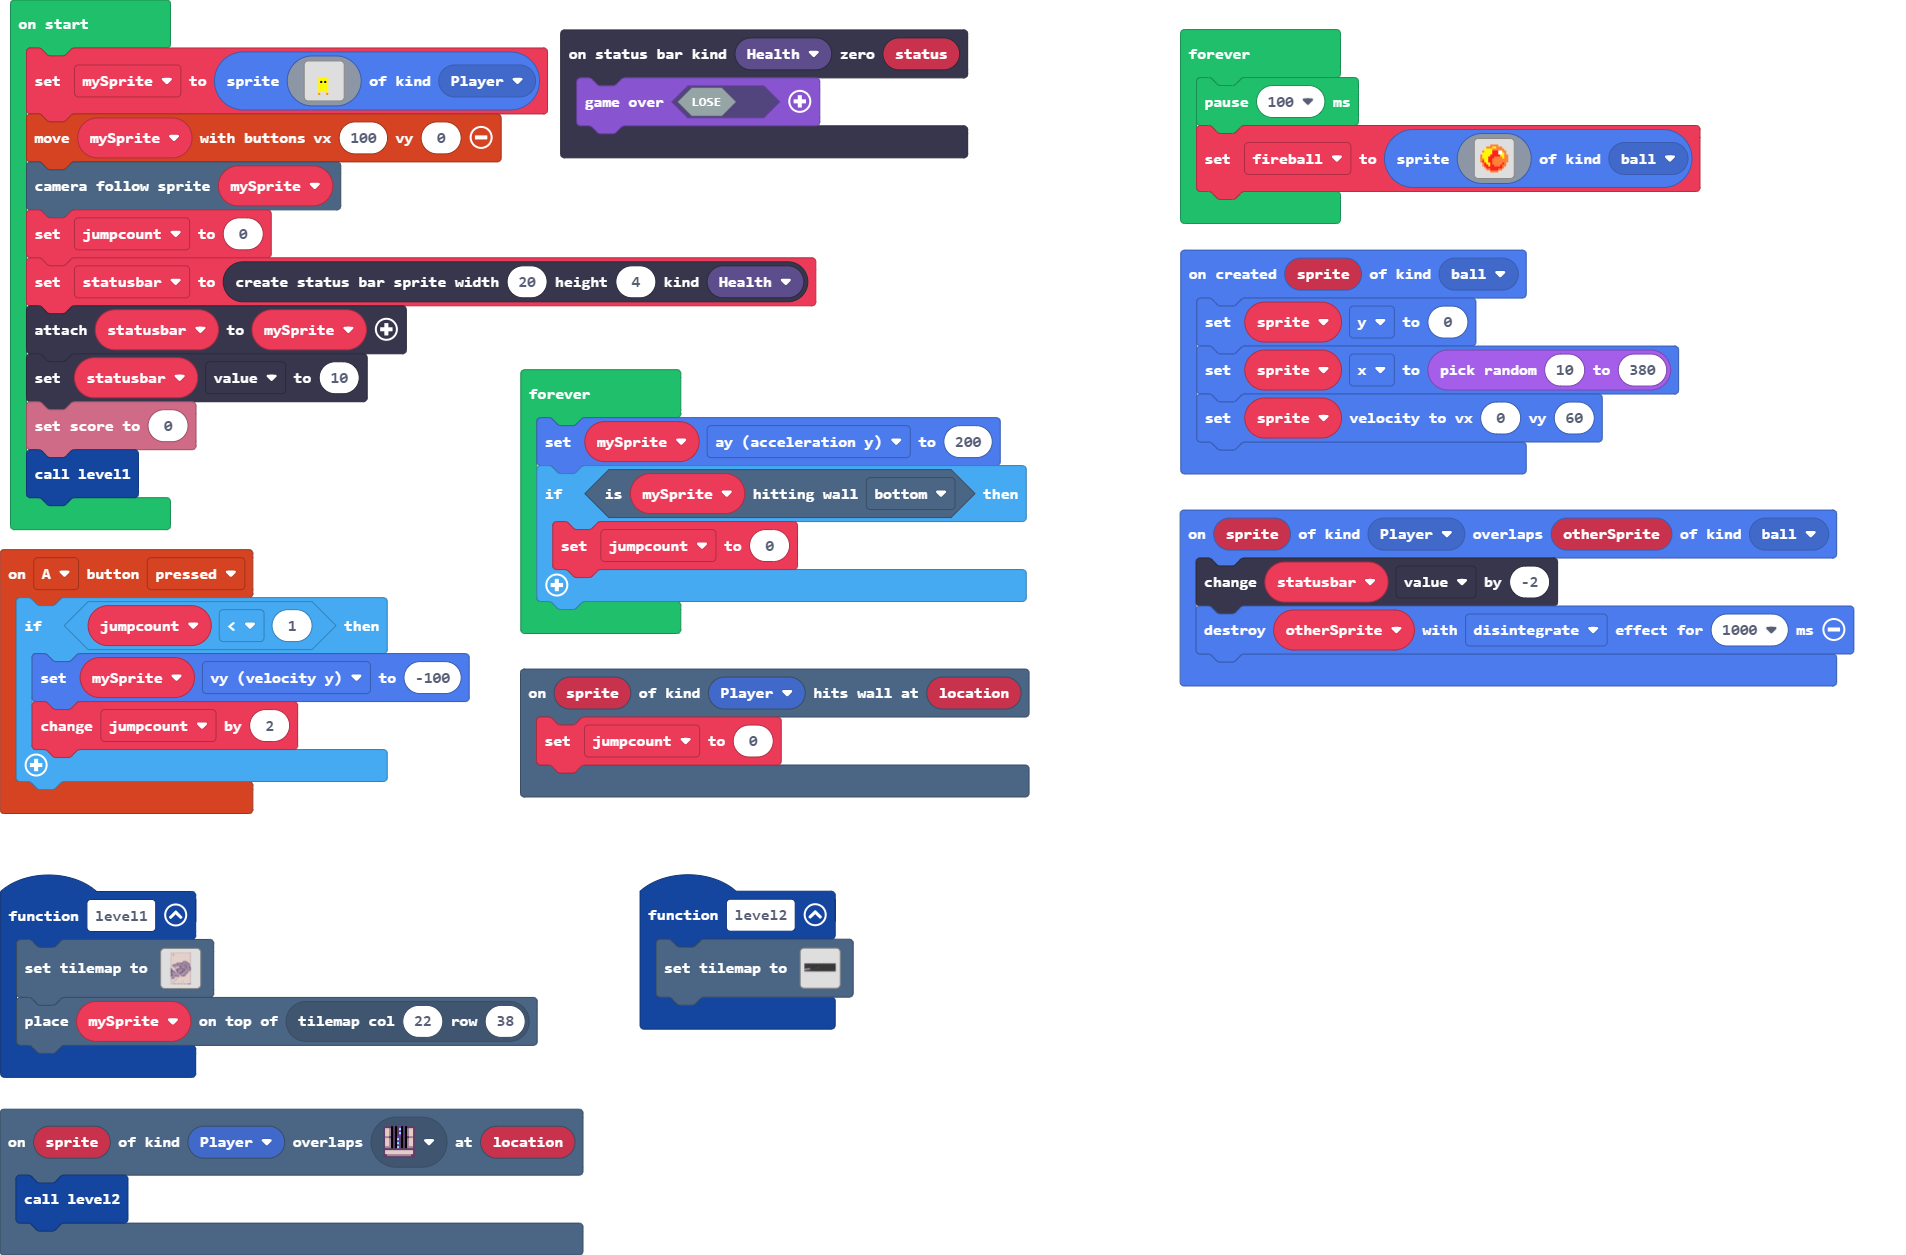 on start
set mySprite to sprite of kind Player
move mySprite with buttons vx 100 vy 0
camera follow sprite mySprite
set jumpcount to 0
set statusbar to create status bar sprite width 20 height 4 kind Health
attach statusbar to mySprite
set statusbar value to 10
set score to 0
call level1
on status bar kind Health zero status
game over LOSE
forever
pause 100 ms
set fireball to sprite of kind ball
on created sprite of kind ball
set sprite y to 0
set sprite x to pick random 10 to 380
set sprite velocity to vx 0 vy 60
forever
set mySprite ay (acceleration y) to 200
if is mySprite hitting wall bottom then
set jumpcount to 0
on sprite of kind Player overlaps otherSprite of kind ball
change statusbar value by -2
destroy otherSprite with disintegrate effect for 1000 ms
on A button pressed
if jumpcount < 1 then
set mySprite vy (velocity y) to -100
change jumpcount by 2
on sprite of kind Player hits wall at location
set jumpcount to 0
function level1
set tilemap to
place mySprite on top of tilemap col 22 row 38
function level2
set tilemap to
on sprite of kind Player overlaps at location
call level2